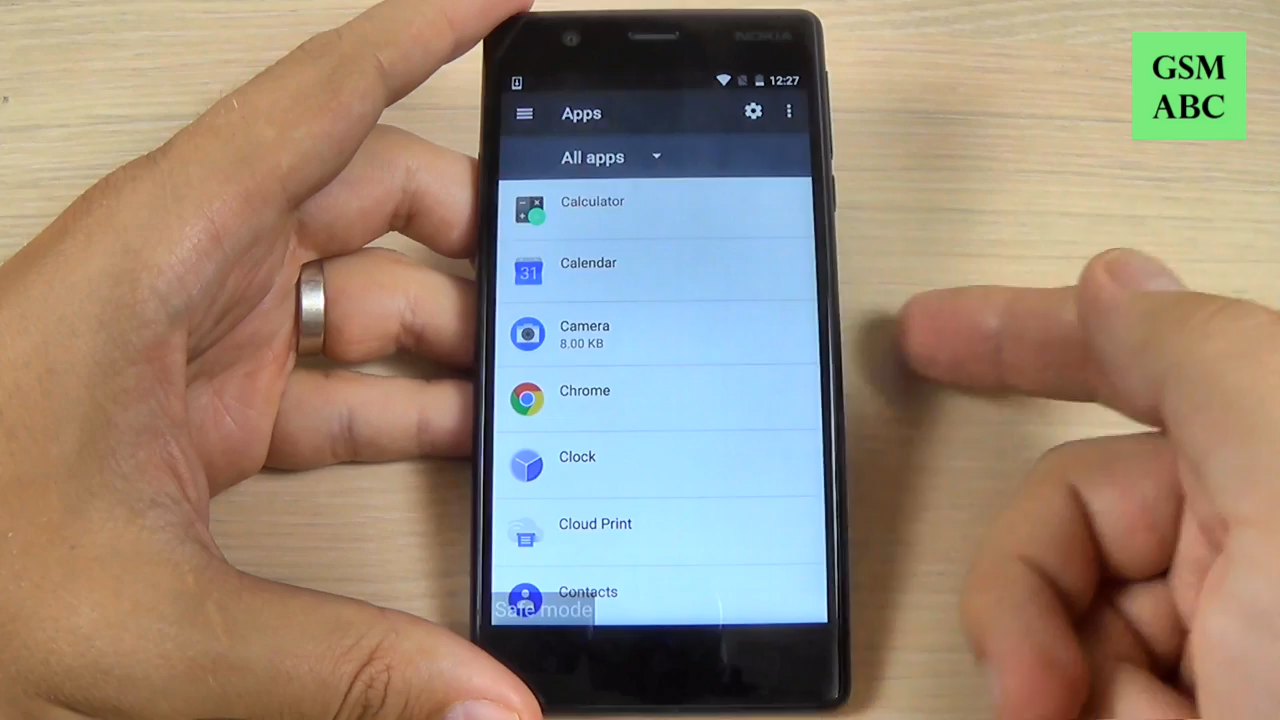 NOKIA
12:27
Apps
All apps
Calculator
31
Calendar
Camera
8.00 KB
Chrome
Clock
Cloud Print
Contacts
Safe mode
GSM
ABC